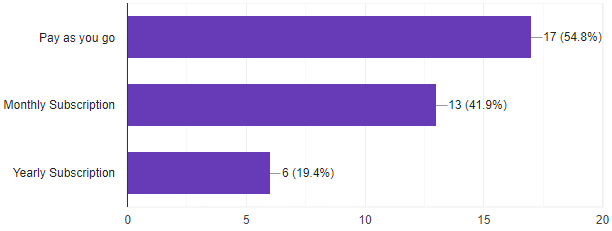 Pay as you go 17 (54.8%)
Monthly Subscription 13 (41.9%)
Yearly Subscription 6 (19.4%)
0 5 10 15 20